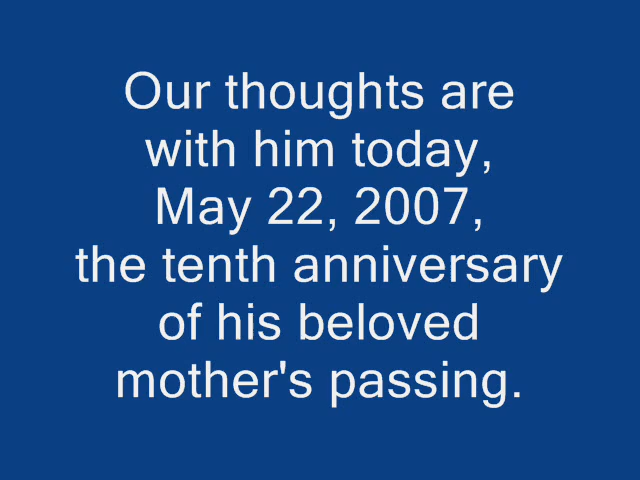 Our thoughts are
with him today,
May 22, 2007,
the tenth anniversary
of his beloved
mother's passing.